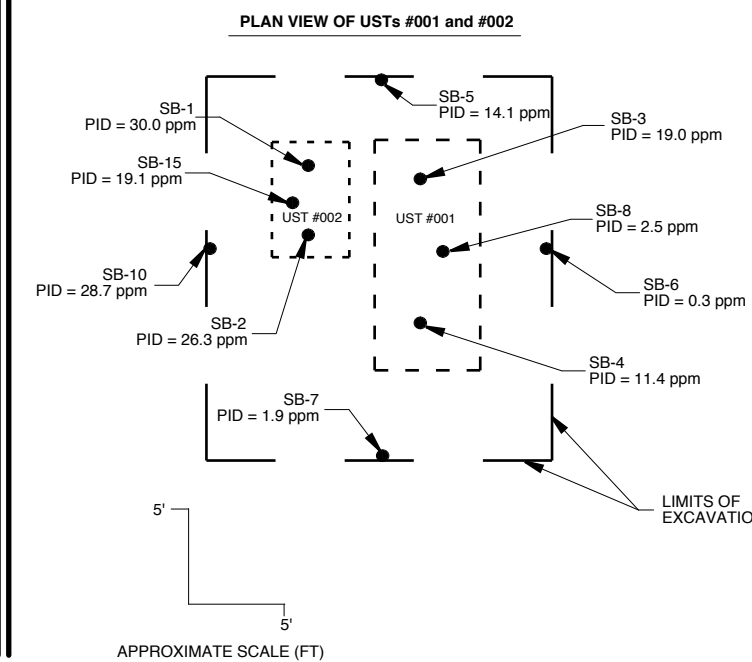 PLAN VIEW OF USTs #001 and #002
SB-1
PID = 30.0 ppm
SB-5
PID = 14.1 ppm
SB-3
PID = 19.0 ppm
SB-15
PID = 19.1 ppm
UST #002
UST #001
SB-8
PID = 2.5 ppm
SB-10
PID = 28.7 ppm
SB-6
PID = 0.3 ppm
SB-2
PID = 26.3 ppm
SB-4
PID = 11.4 ppm
SB-7
PID = 1.9 ppm
LIMITS OF
EXCAVATIO
5'
5'
APPROXIMATE SCALE (FT)